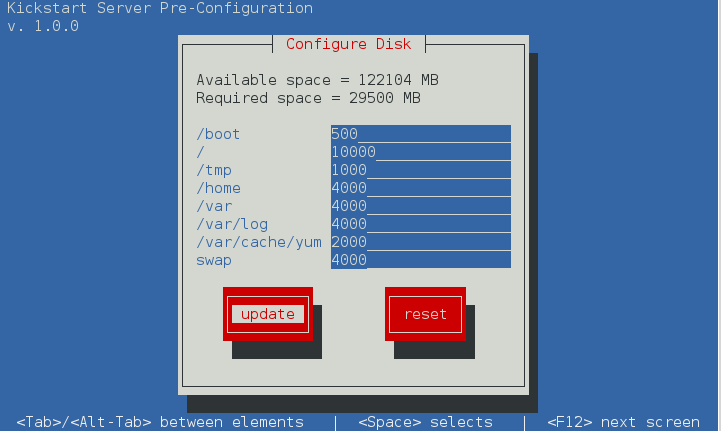 Kickstart Server Pre-Configuration
v. 1.0.0
Configure Disk
Available space = 122104 MB
Required space = 29500 MB
/boot 500
/ 10000
/tmp 1000
/home 4000
/var 4000
/var/log 4000
/var/cache/yum 2000
swap 4000
update reset
<Tab>/<Alt-Tab> between elements | <Space> selects | <F12> next screen